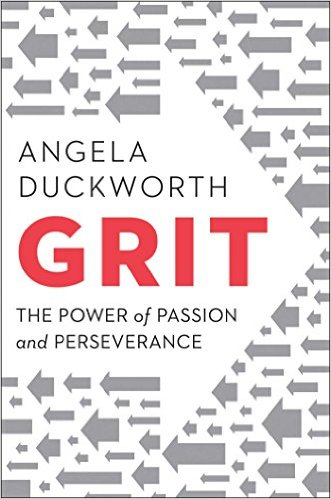 ANGELA
DUCKWORTH
GRIT
THE POWER of PASSION
and PERSEVERANCE